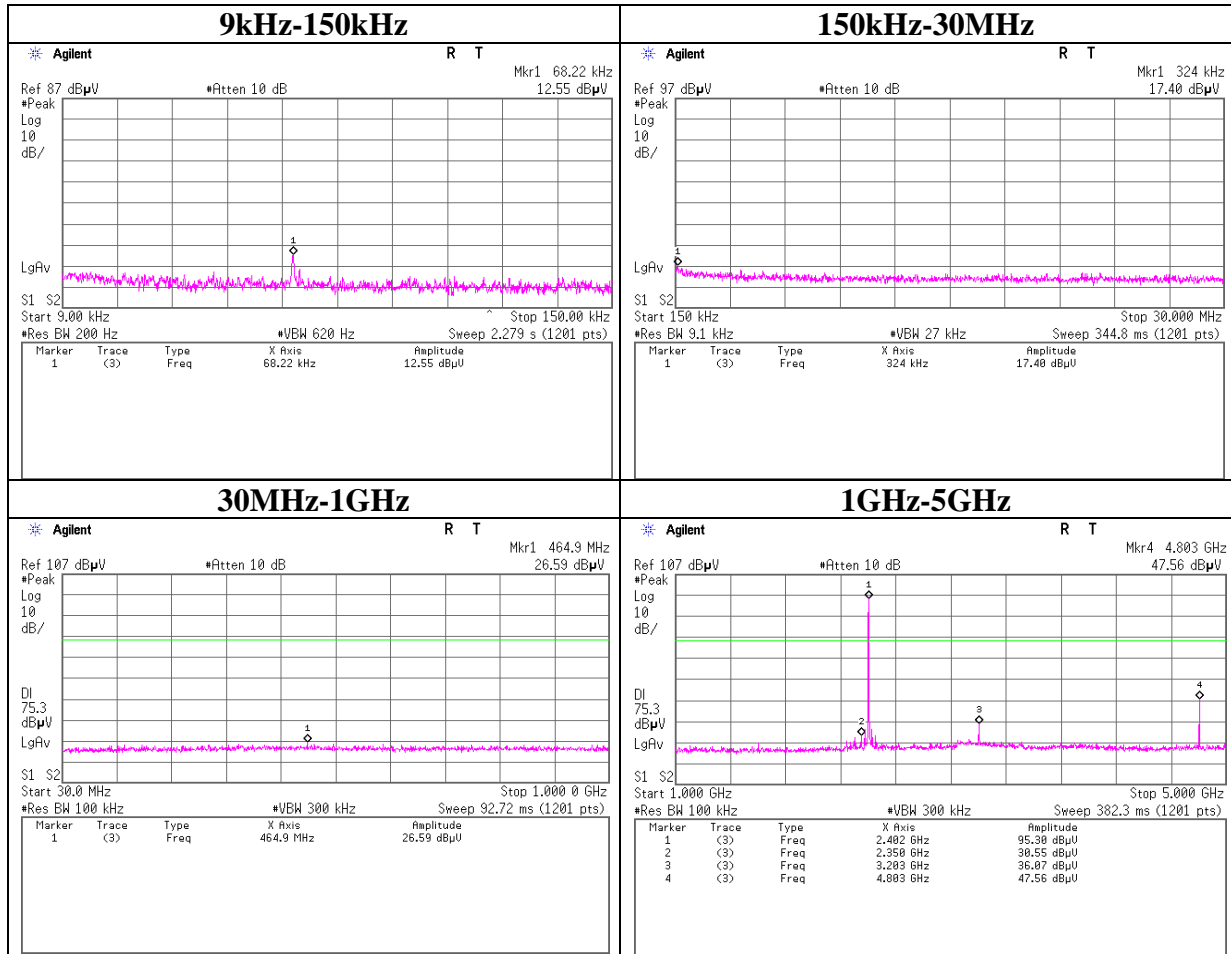 9kHz-150kHz
Agilent R T
Mkr1 68.22 kHz
Ref 87 dBµV #Atten 10 dB 12.55 dBµV
#Peak
Log
10
dB/
1
LgAv
S1 S2
Start 9.00 kHz ^ Stop 150.00 kHz
#Res BW 200 Hz #VBW 620 Hz Sweep 2.279 s (1201 pts)
Marker Trace Type X Axis Amplitude
1 (3) Freq 68.22 kHz 12.55 dBµV
150kHz-30MHz
Agilent R T
Mkr1 324 kHz
Ref 97 dBµV #Atten 10 dB 17.40 dBµV
#Peak
Log
10
dB/
1
LgAv
S1 S2
Start 150 kHz Stop 30.000 MHz
#Res BW 9.1 kHz #VBW 27 kHz Sweep 344.8 ms (1201 pts)
Marker Trace Type X Axis Amplitude
1 (3) Freq 324 kHz 17.40 dBµV
30MHz-1GHz
Agilent R T
Mkr1 464.9 MHz
Ref 107 dBµV #Atten 10 dB 26.59 dBµV
#Peak
Log
10
dB/
DI
75.3
dBµV
1
LgAv
S1 S2
Start 30.0 MHz Stop 1.000 0 GHz
#Res BW 100 kHz #VBW 300 kHz Sweep 92.72 ms (1201 pts)
Marker Trace Type X Axis Amplitude
1 (3) Freq 464.9 MHz 26.59 dBµV
1GHz-5GHz
Agilent R T
Mkr4 4.803 GHz
Ref 107 dBµV #Atten 10 dB 47.56 dBµV
#Peak
1
Log
10
dB/
4
DI
75.3
3
dBµV
2
LgAv
S1 S2
Start 1.000 GHz Stop 5.000 GHz
#Res BW 100 kHz #VBW 300 kHz Sweep 382.3 ms (1201 pts)
Marker Trace Type X Axis Amplitude
1 (3) Freq 2.402 GHz 95.30 dBµV
2 (3) Freq 2.350 GHz 30.55 dBµV
3 (3) Freq 3.203 GHz 36.07 dBµV
4 (3) Freq 4.803 GHz 47.56 dBµV